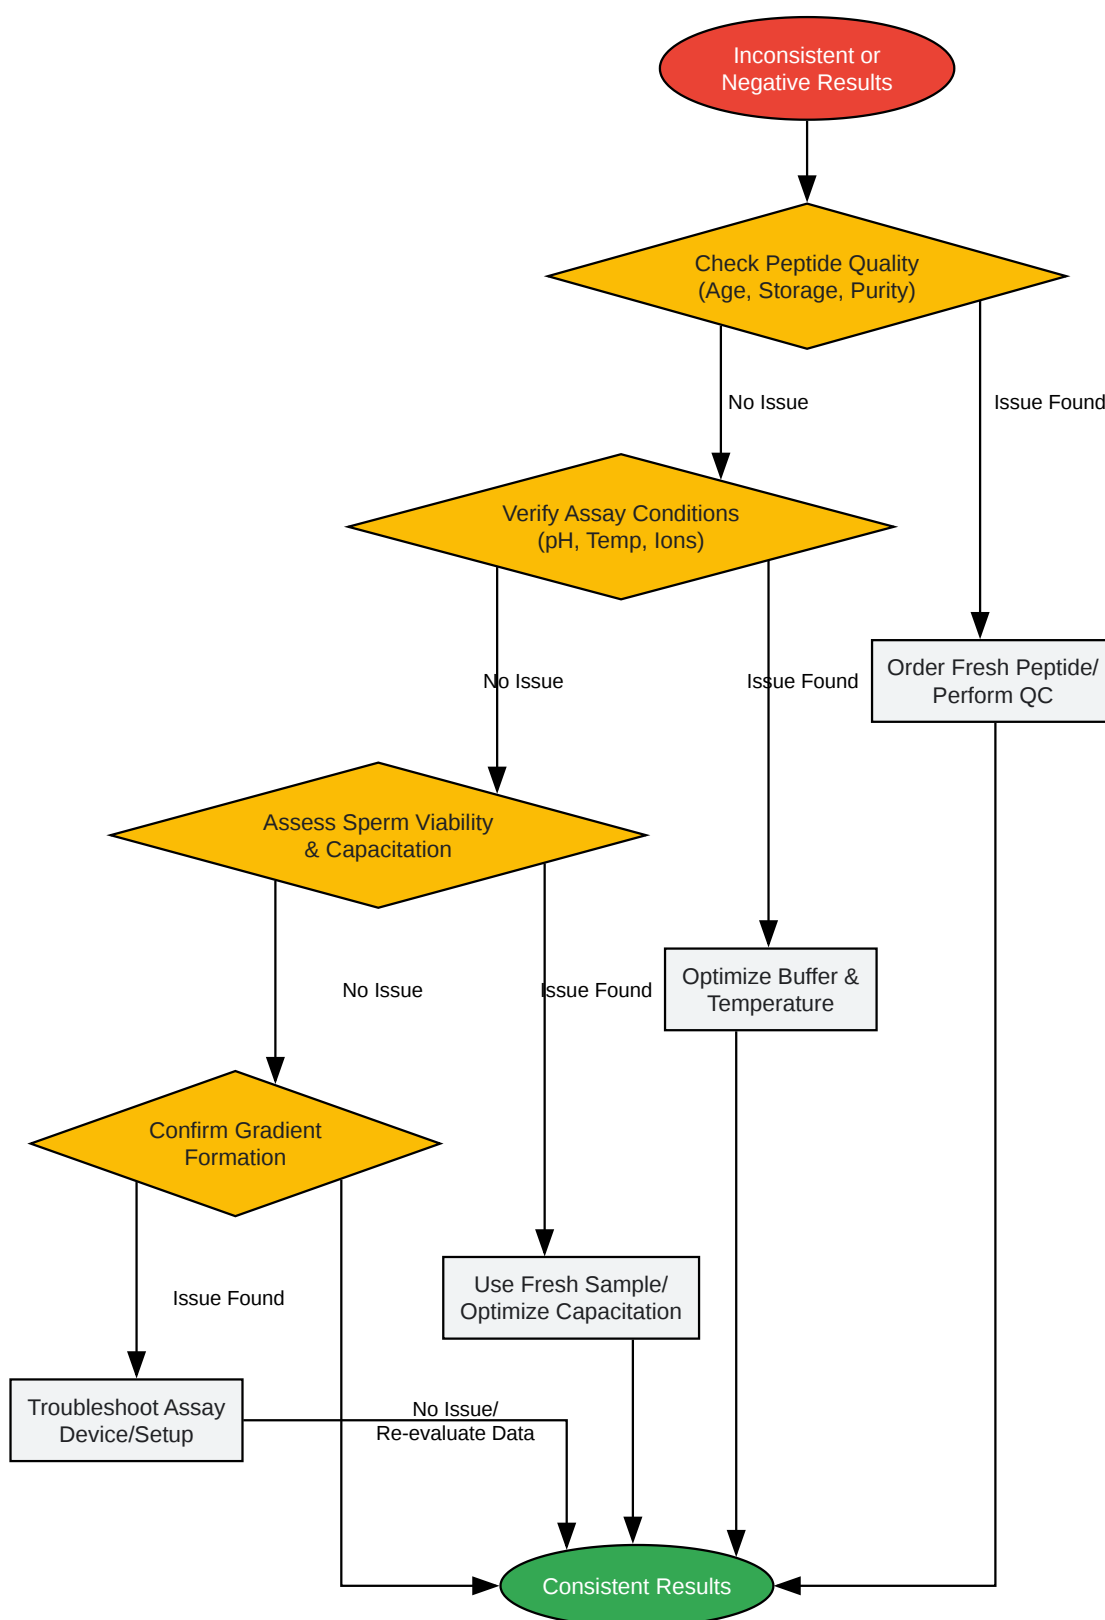 Inconsistent or
Negative Results
Check Peptide Quality
(Age, Storage, Purity)
No Issue
Issue Found
Verify Assay Conditions
(pH, Temp, Ions)
No Issue
Issue Found
Order Fresh Peptide/
Perform QC
Assess Sperm Viability
& Capacitation
No Issue
Issue Found
Optimize Buffer &
Temperature
Confirm Gradient
Formation
Issue Found
Use Fresh Sample/
Optimize Capacitation
Troubleshoot Assay
Device/Setup
No Issue/
Re-evaluate Data
Consistent Results